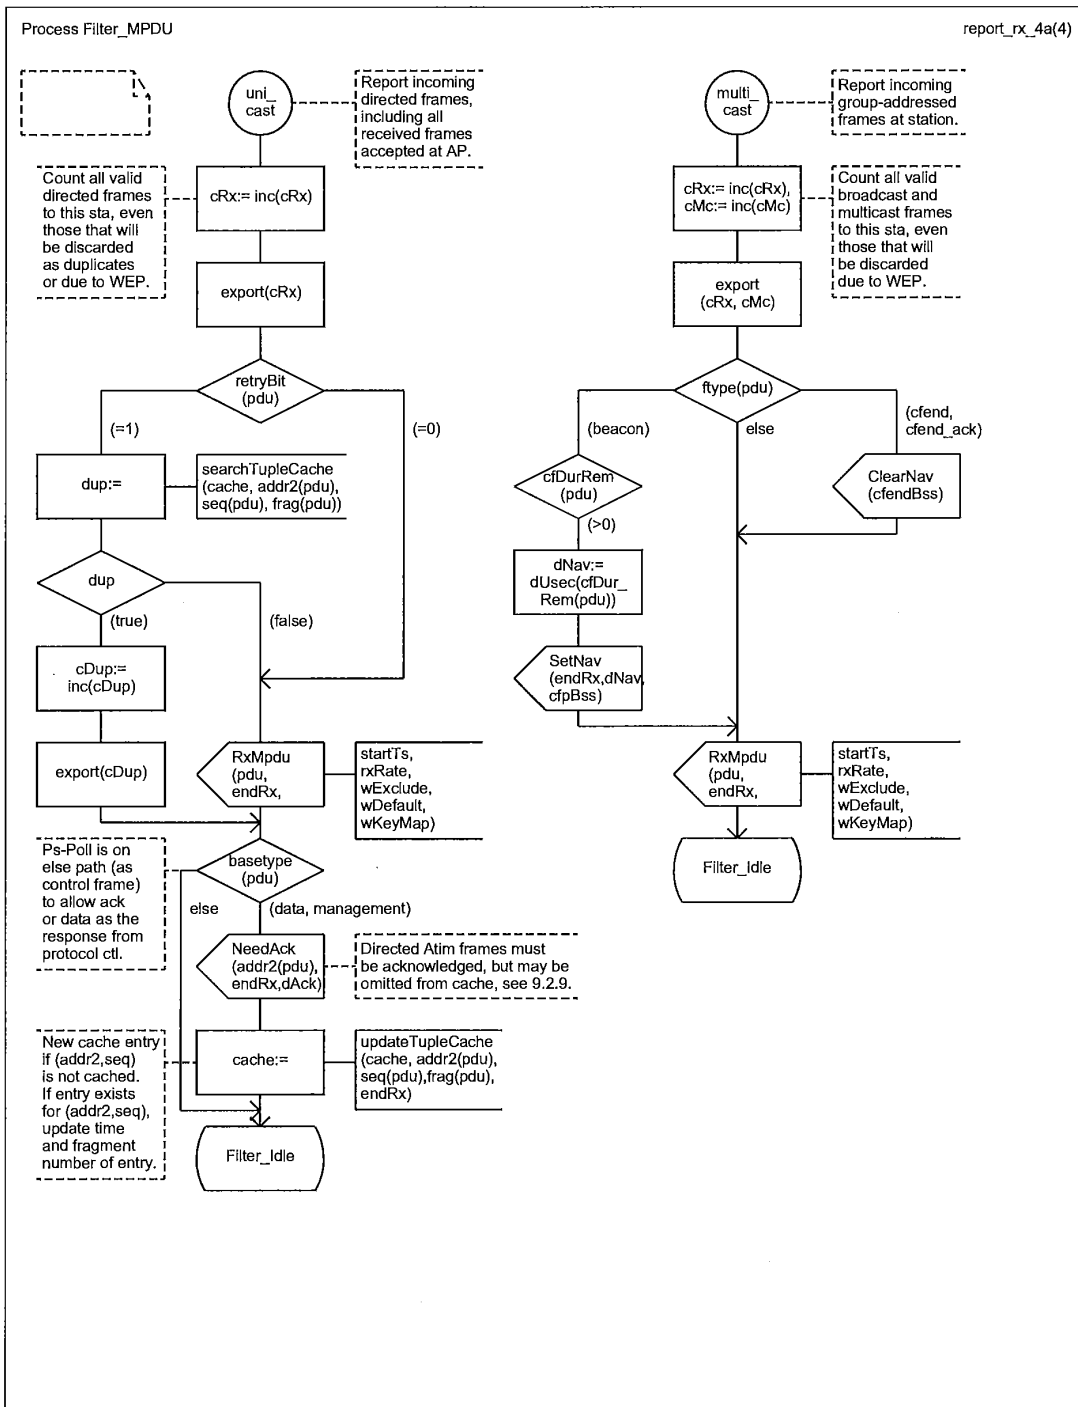 Process Filter_MPDU
report_rx_4a(4)
uni_
cast
Report incoming
directed frames,
including all
received frames
accepted at AP.
Count all valid
directed frames
to this sta, even
those that will
be discarded
as duplicates
or due to WEP.
cRx:= inc(cRx)
export(cRx)
retryBit
(pdu)
(=1)
(=0)
dup:=
searchTupleCache
(cache, addr2(pdu),
seq(pdu), frag(pdu))
dup
(true)
(false)
cDup:=
inc(cDup)
export(cDup)
RxMpdu
(pdu,
endRx,
startTs,
rxRate,
wExclude,
wDefault,
wKeyMap)
Ps-Poll is on
else path (as
control frame)
to allow ack
or data as the
response from
protocol ctl.
basetype
(pdu)
else
(data, management)
NeedAck
(addr2(pdu),
endRx,dAck)
Directed Atim frames must
be acknowledged, but may be
omitted from cache, see 9.2.9.
New cache entry
if (addr2,seq)
is not cached.
If entry exists
for (addr2,seq),
update time
and fragment
number of entry.
cache:=
updateTupleCache
(cache, addr2(pdu),
seq(pdu),frag(pdu),
endRx)
Filter_Idle
multi_
cast
Report incoming
group-addressed
frames at station.
cRx:= inc(cRx),
cMc:= inc(cMc)
Count all valid
broadcast and
multicast frames
to this sta, even
those that will
be discarded
due to WEP.
export
(cRx, cMc)
ftype(pdu)
(beacon)
else
(cfend,
cfend_ack)
cfDurRem
(pdu)
(>0)
ClearNav
(cfendBss)
dNav:=
dUsec(cfDur_
Rem(pdu))
SetNav
(endRx,dNav,
cfpBss)
RxMpdu
(pdu,
endRx,
startTs,
rxRate,
wExclude,
wDefault,
wKeyMap)
Filter_Idle